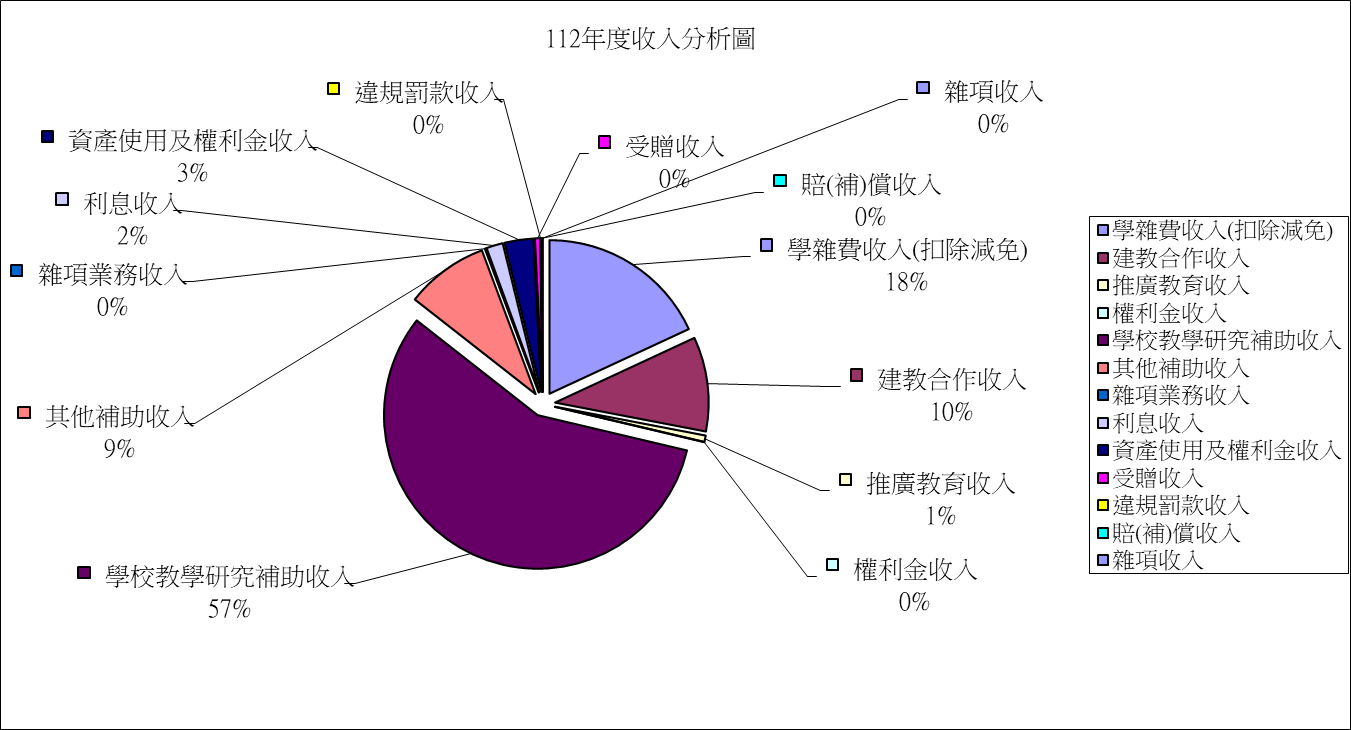 112年度收入分析圖
違規罰款收入
0%
雜項收入
0%
資產使用及權利金收入
3%
受贈收入
0%
利息收入
2%
賠(補)償收入
0%
學雜費收入(扣除減免)
18%
雜項業務收入
0%
建教合作收入
10%
其他補助收入
9%
推廣教育收入
1%
權利金收入
0%
學校教學研究補助收入
57%
學雜費收入(扣除減免)
建教合作收入
推廣教育收入
權利金收入
學校教學研究補助收入
其他補助收入
雜項業務收入
利息收入
資產使用及權利金收入
受贈收入
違規罰款收入
賠(補)償收入
雜項收入